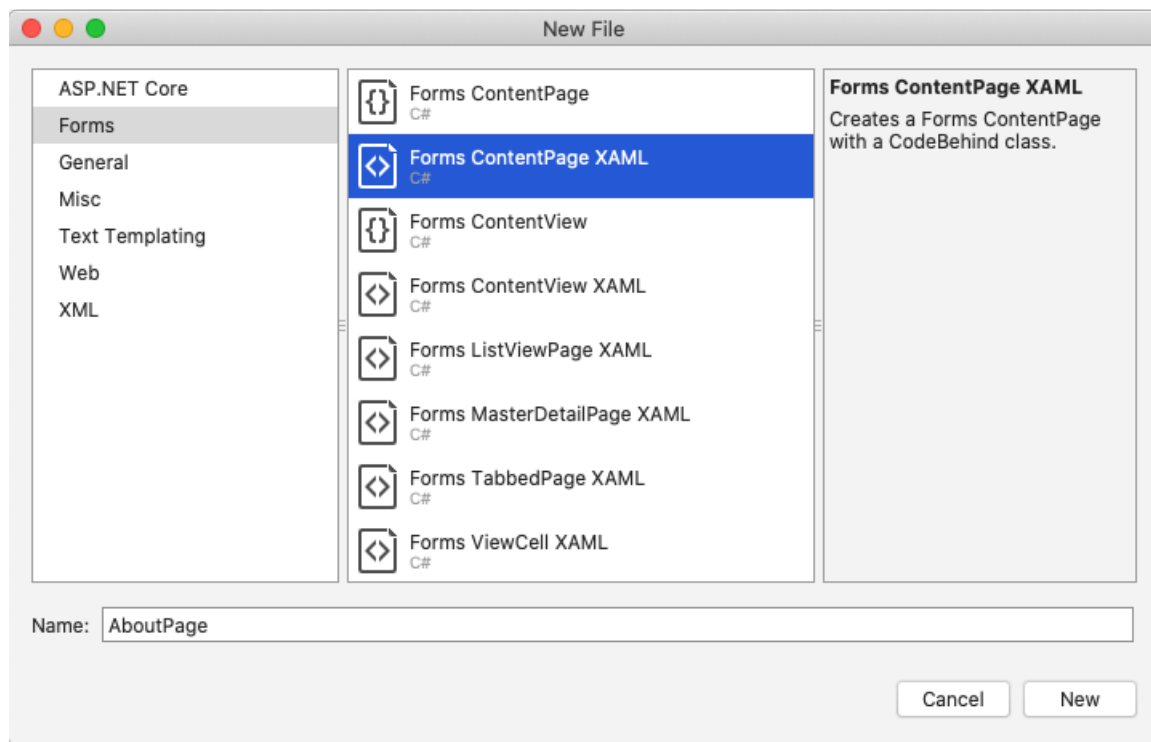 New File
ASP.NET Core
Forms
General
Misc
Text Templating
Web
XML
Forms ContentPage
C#
Forms ContentPage XAML
C#
Forms ContentView
C#
Forms ContentView XAML
C#
Forms ListViewPage XAML
C#
Forms MasterDetailPage XAML
C#
Forms TabbedPage XAML
C#
Forms ViewCell XAML
C#
Forms ContentPage XAML
Creates a Forms ContentPage
with a CodeBehind class.
Name: AboutPage
Cancel New